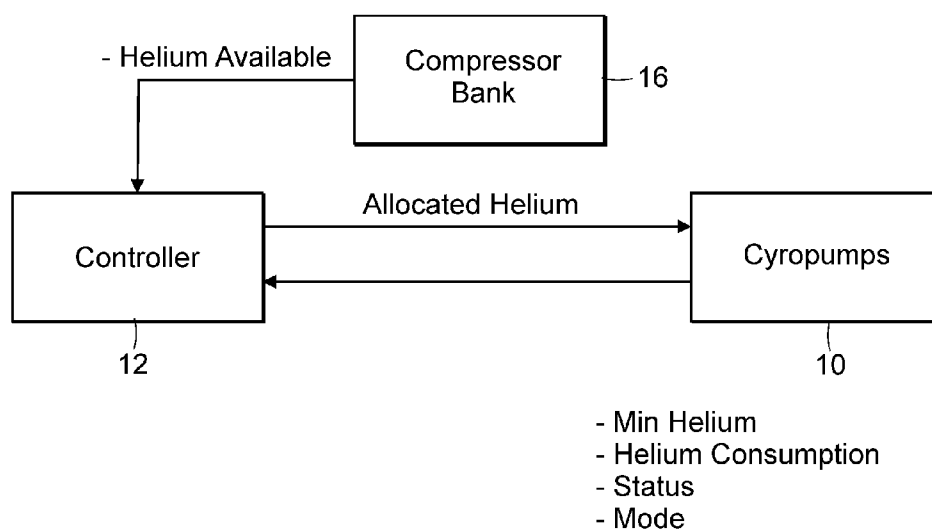 - Helium Available
Compressor
Bank
16
Allocated Helium
Controller
Cyropumps
12
10
- Min Helium
- Helium Consumption
- Status
- Mode